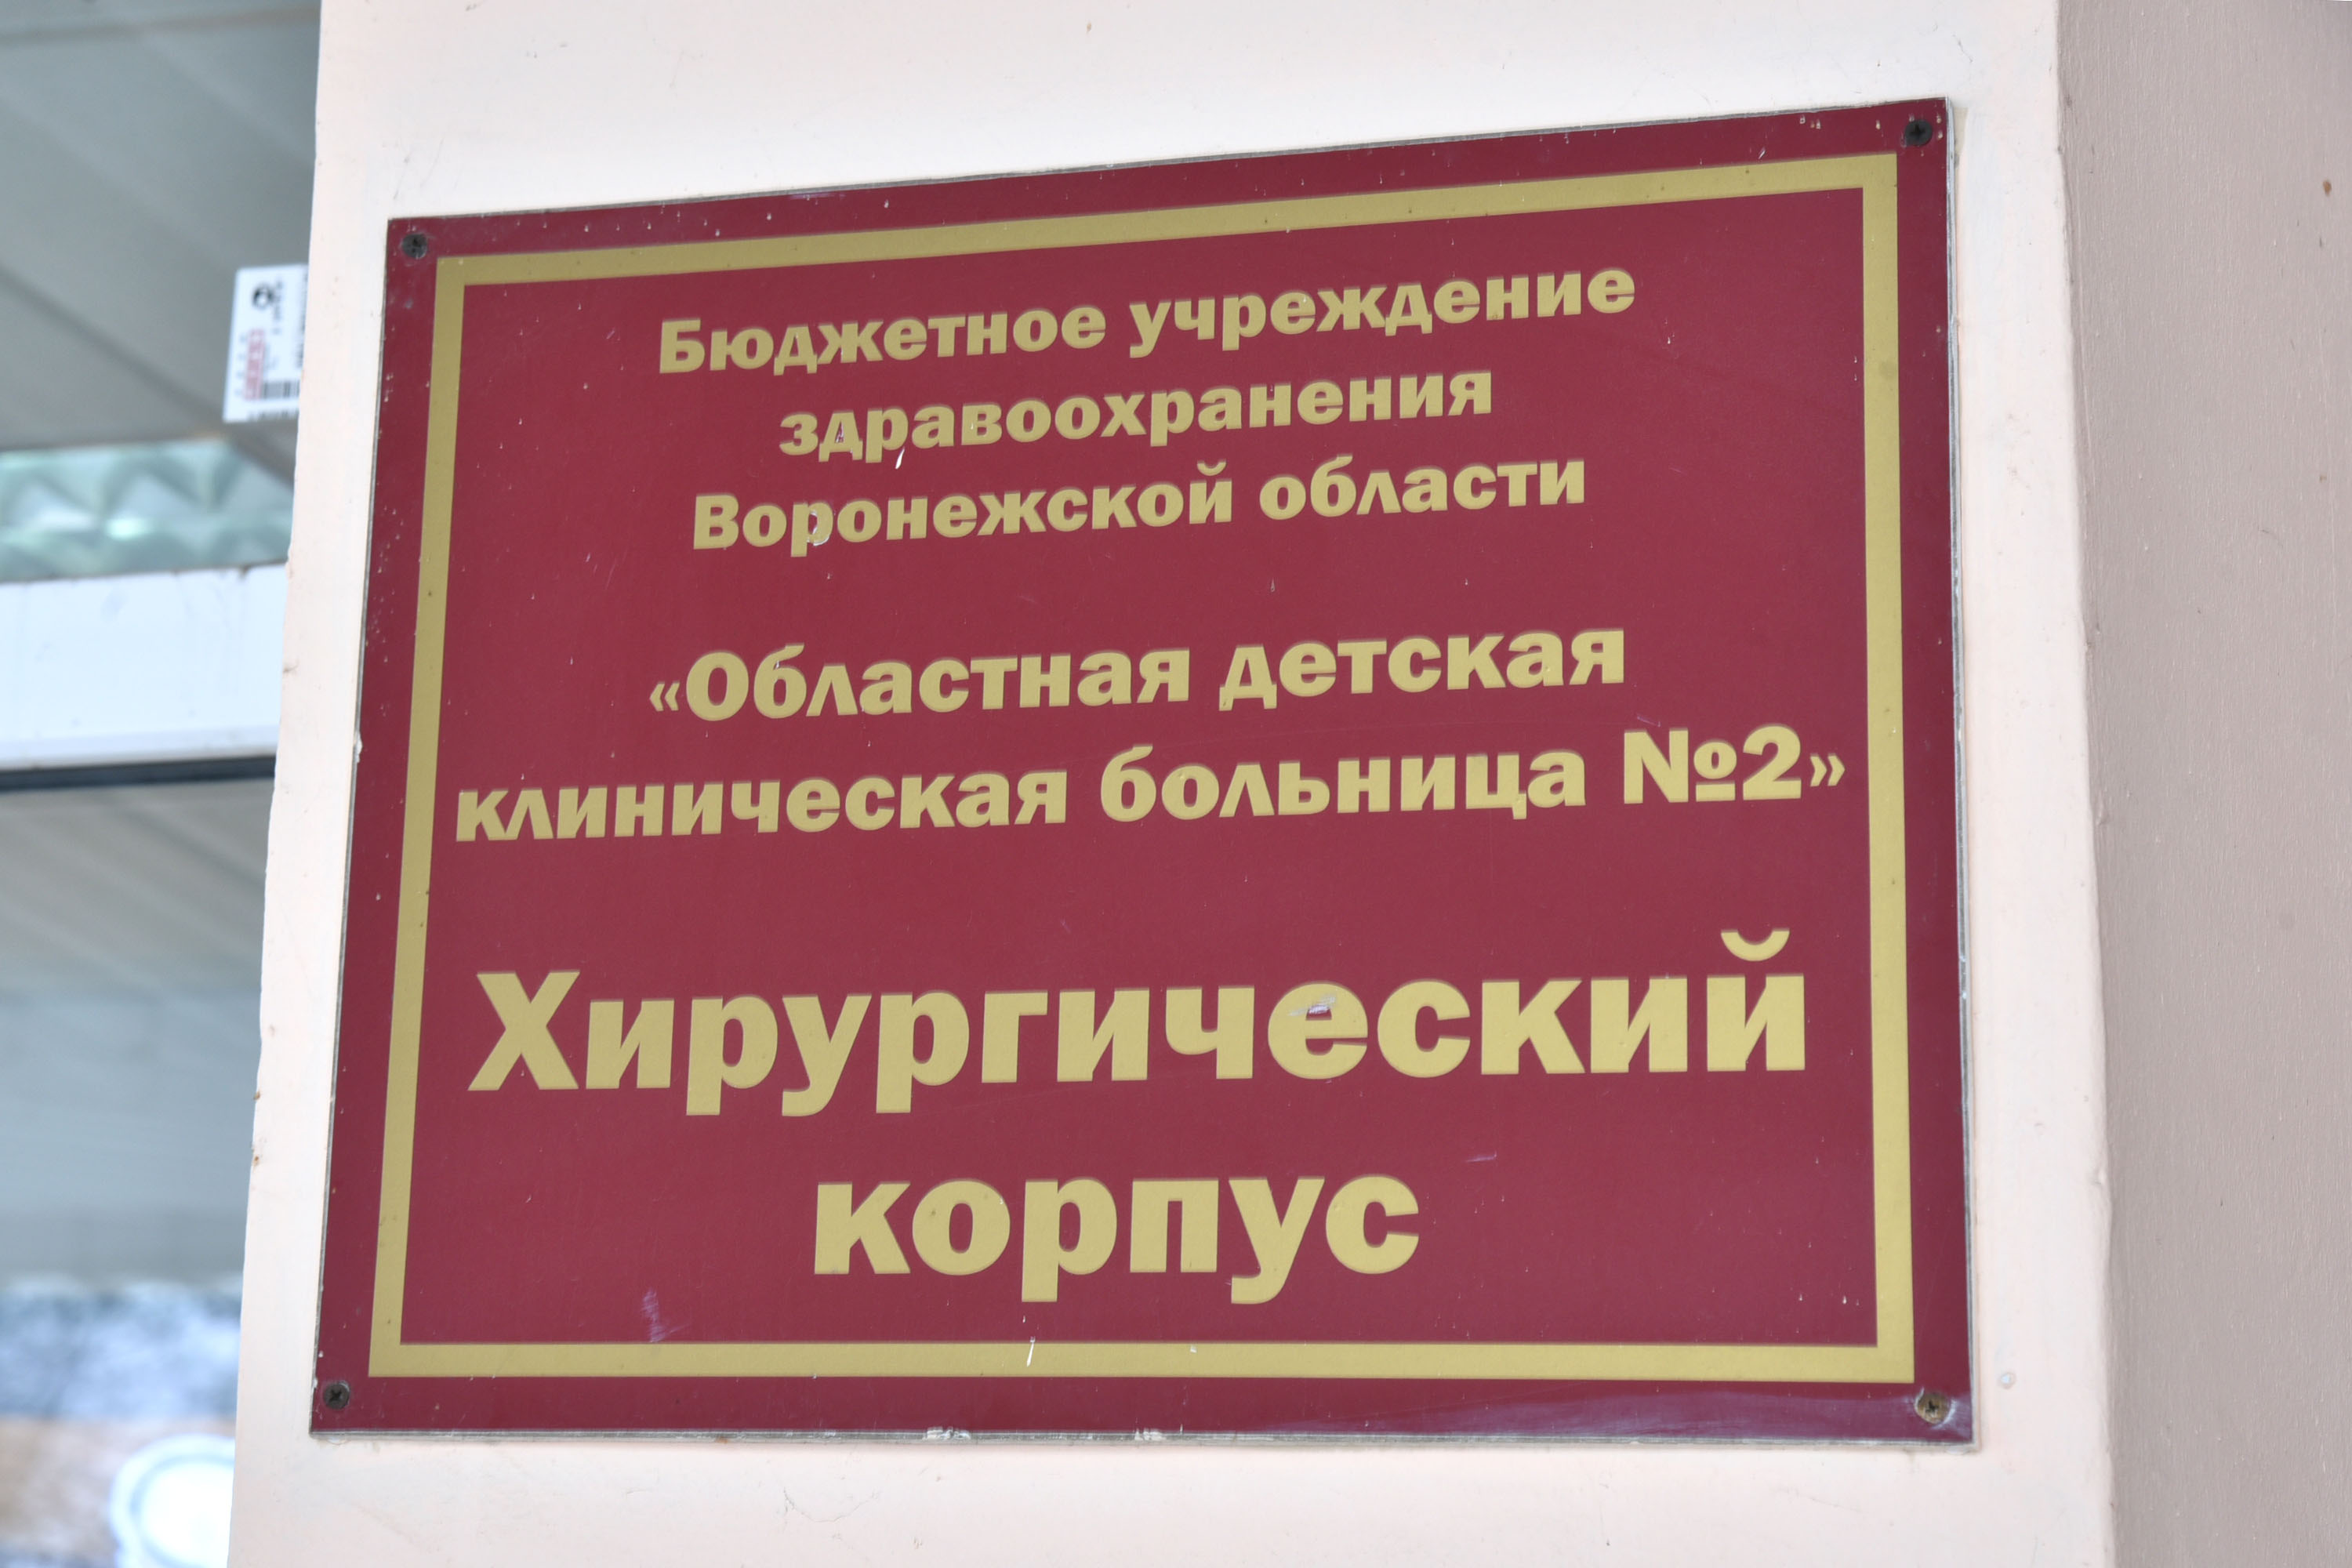 Бюджетное учреждение
здравоохранения
Воронежской области
«Областная детская
клиническая больница №2»
Хирургический
корпус